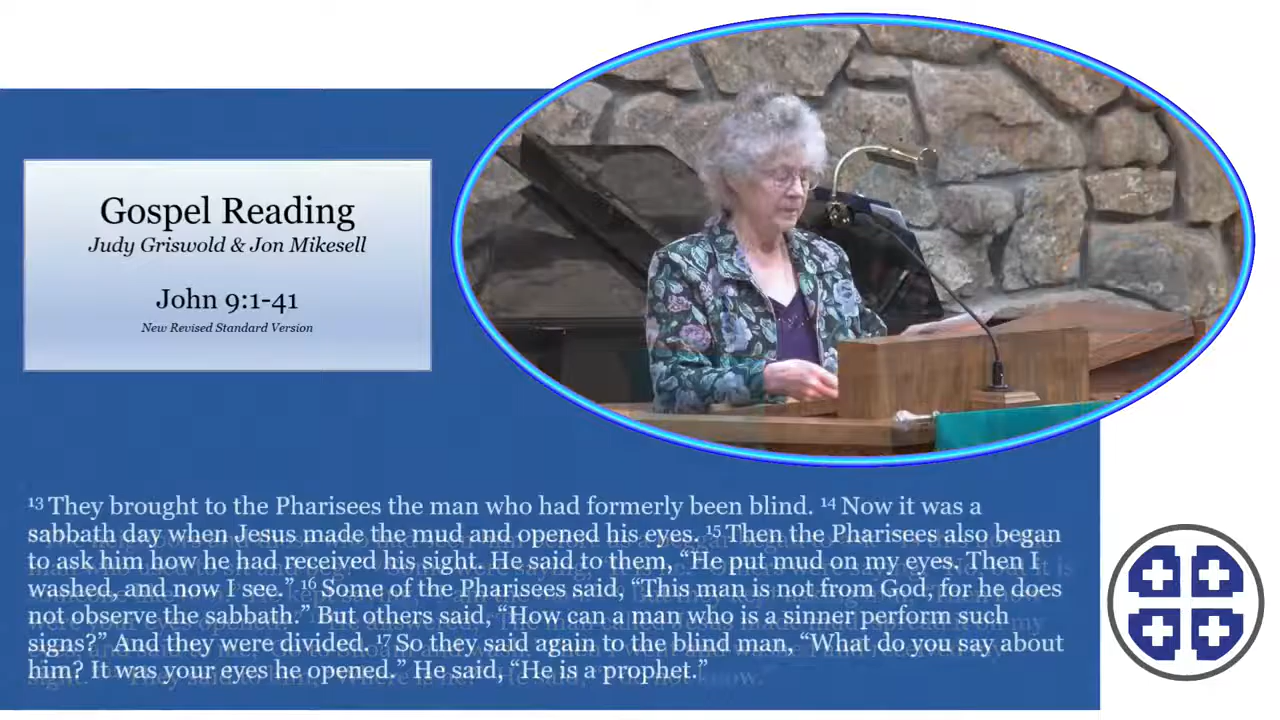 Gospel Reading
Judy Griswold & Jon Mikesell
John 9:1-41
New Revised Standard Version
13 They brought to the Pharisees the man who had formerly been blind. 14 Now it was a
sabbath day when Jesus made the mud and opened his eyes. 15 Then the Pharisees also began
to ask him how he had received his sight. He said to them, “He put mud on my eyes. Then I
washed, and now I see.” 16 Some of the Pharisees said, “This man is not from God, for he does
not observe the sabbath.” But others said, “How can a man who is a sinner perform such
signs?” And they were divided. 17 So they said again to the blind man, “What do you say about
him? It was your eyes he opened.” He said, “He is a prophet.”